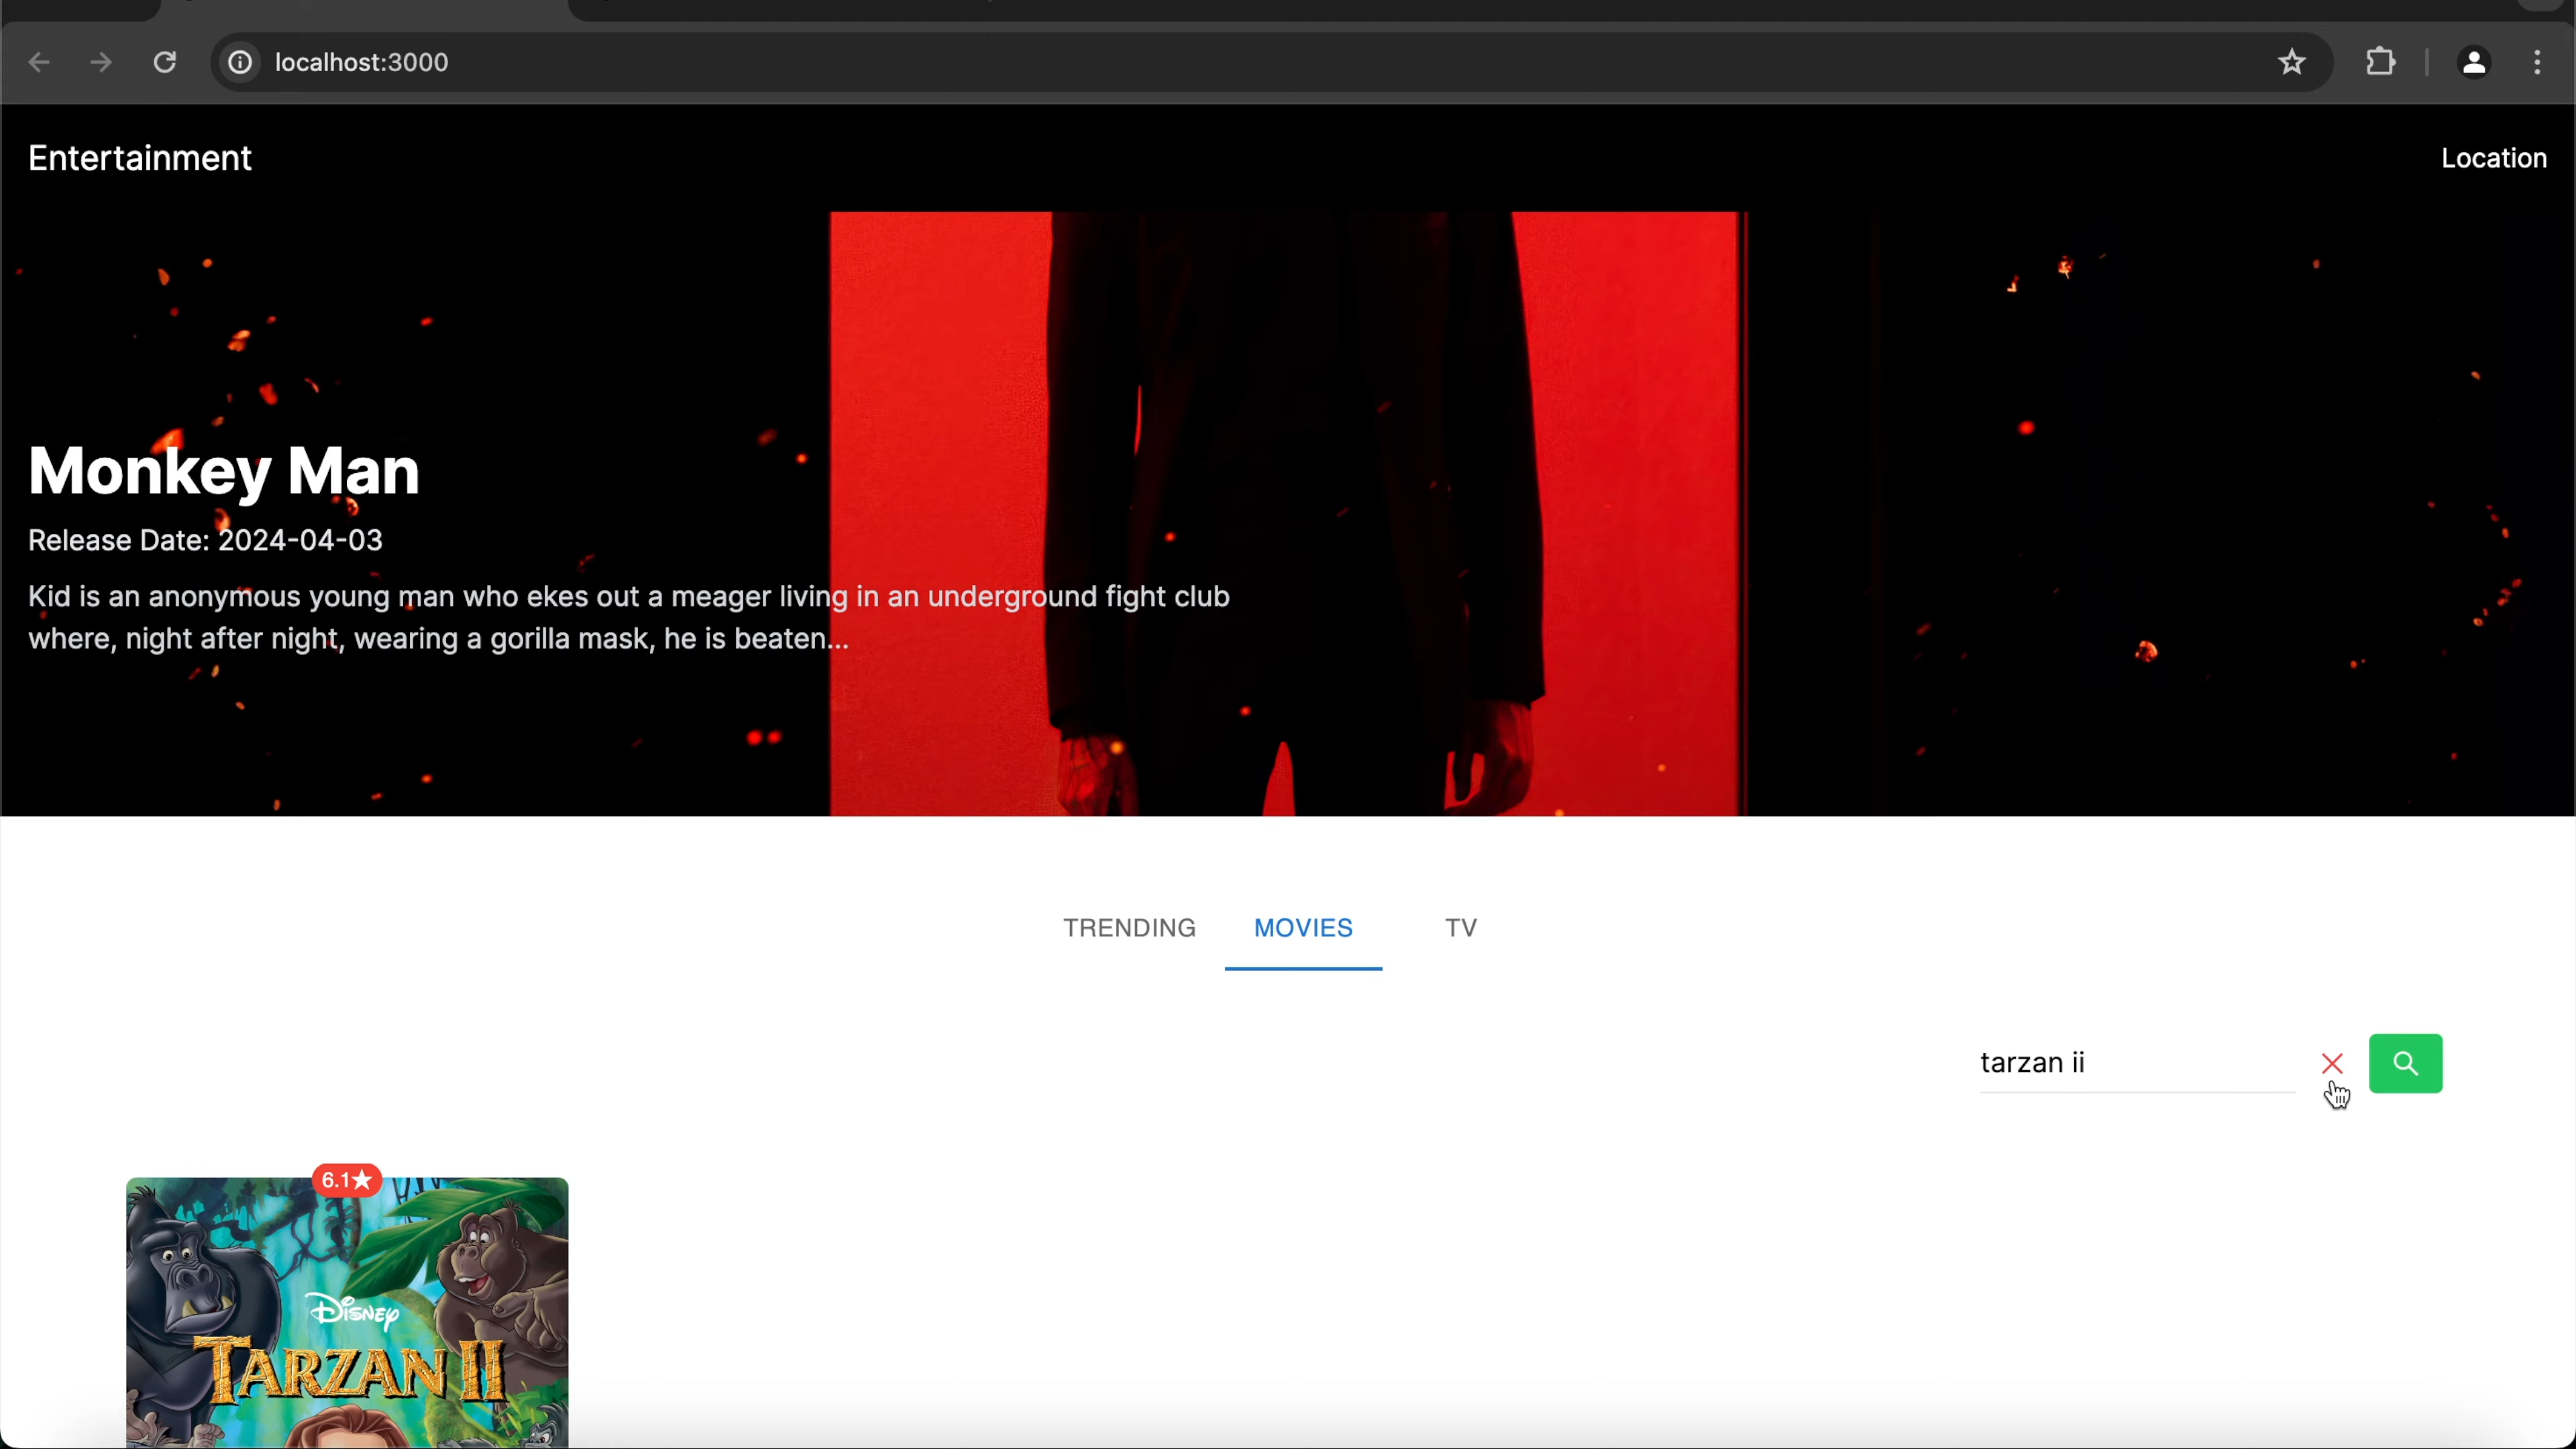 localhost:3000
Entertainment
Location
Monkey Man
Release Date: 2024-04-03
Kid is an anonymous young man who ekes out a meager living in an underground fight club
where, night after night, wearing a gorilla mask, he is beaten...
TRENDING
MOVIES
TV
tarzan ii
6.1★
Disney
TARZAN II